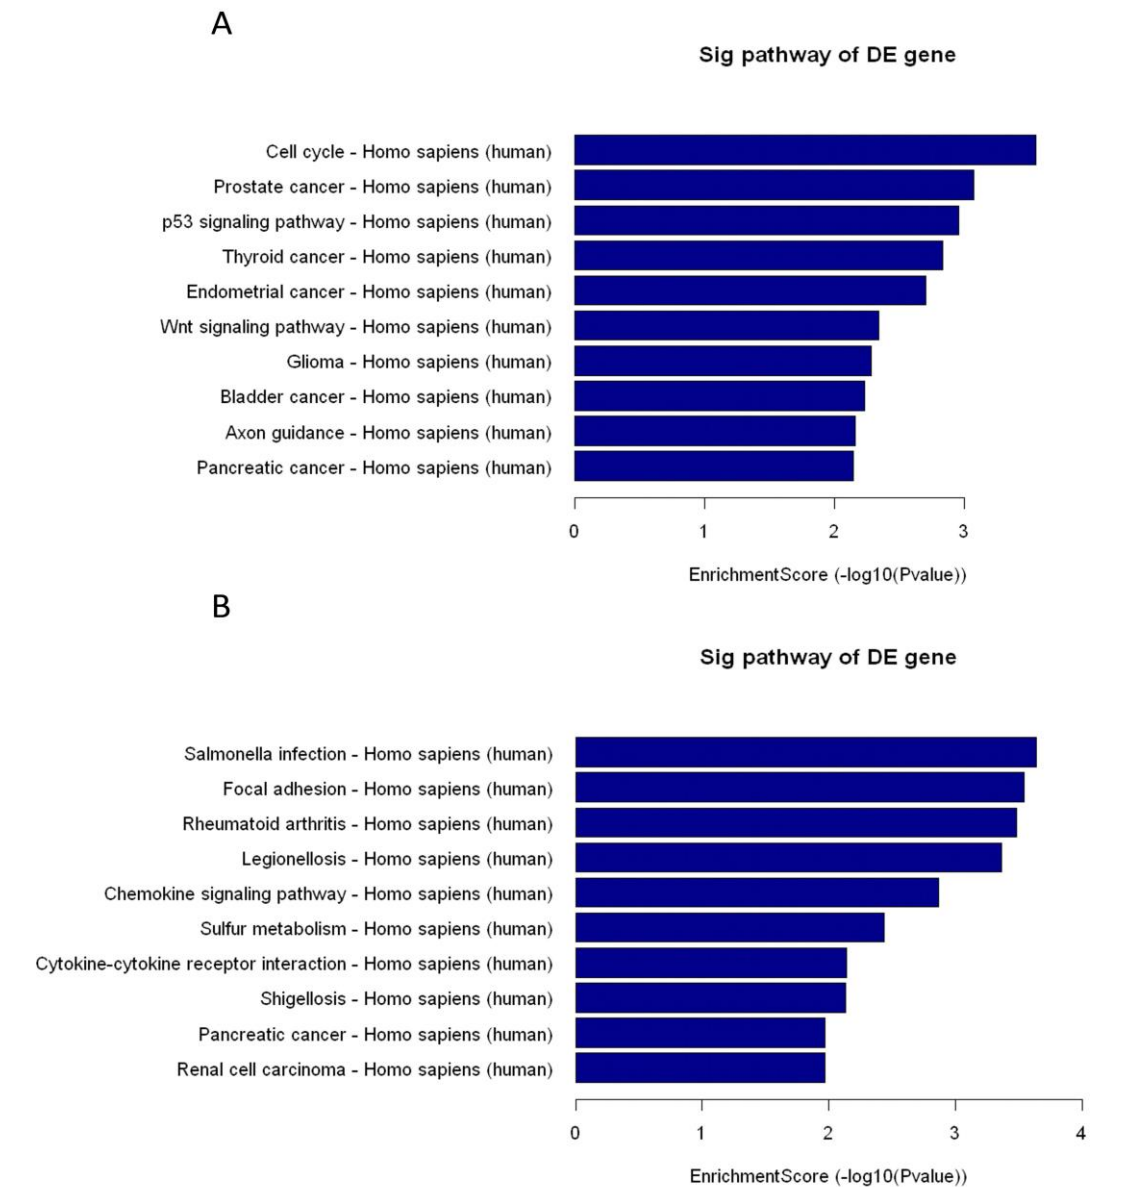 A
Sig pathway of DE gene
Cell cycle - Homo sapiens (human)
Prostate cancer - Homo sapiens (human)
p53 signaling pathway - Homo sapiens (human)
Thyroid cancer - Homo sapiens (human)
Endometrial cancer - Homo sapiens (human)
Wnt signaling pathway - Homo sapiens (human)
Glioma - Homo sapiens (human)
Bladder cancer - Homo sapiens (human)
Axon guidance - Homo sapiens (human)
Pancreatic cancer - Homo sapiens (human)
0 1 2 3
EnrichmentScore (-log10(Pvalue))
B
Sig pathway of DE gene
Salmonella infection - Homo sapiens (human)
Focal adhesion - Homo sapiens (human)
Rheumatoid arthritis - Homo sapiens (human)
Legionellosis - Homo sapiens (human)
Chemokine signaling pathway - Homo sapiens (human)
Sulfur metabolism - Homo sapiens (human)
Cytokine-cytokine receptor interaction - Homo sapiens (human)
Shigellosis - Homo sapiens (human)
Pancreatic cancer - Homo sapiens (human)
Renal cell carcinoma - Homo sapiens (human)
0 1 2 3 4
EnrichmentScore (-log10(Pvalue))